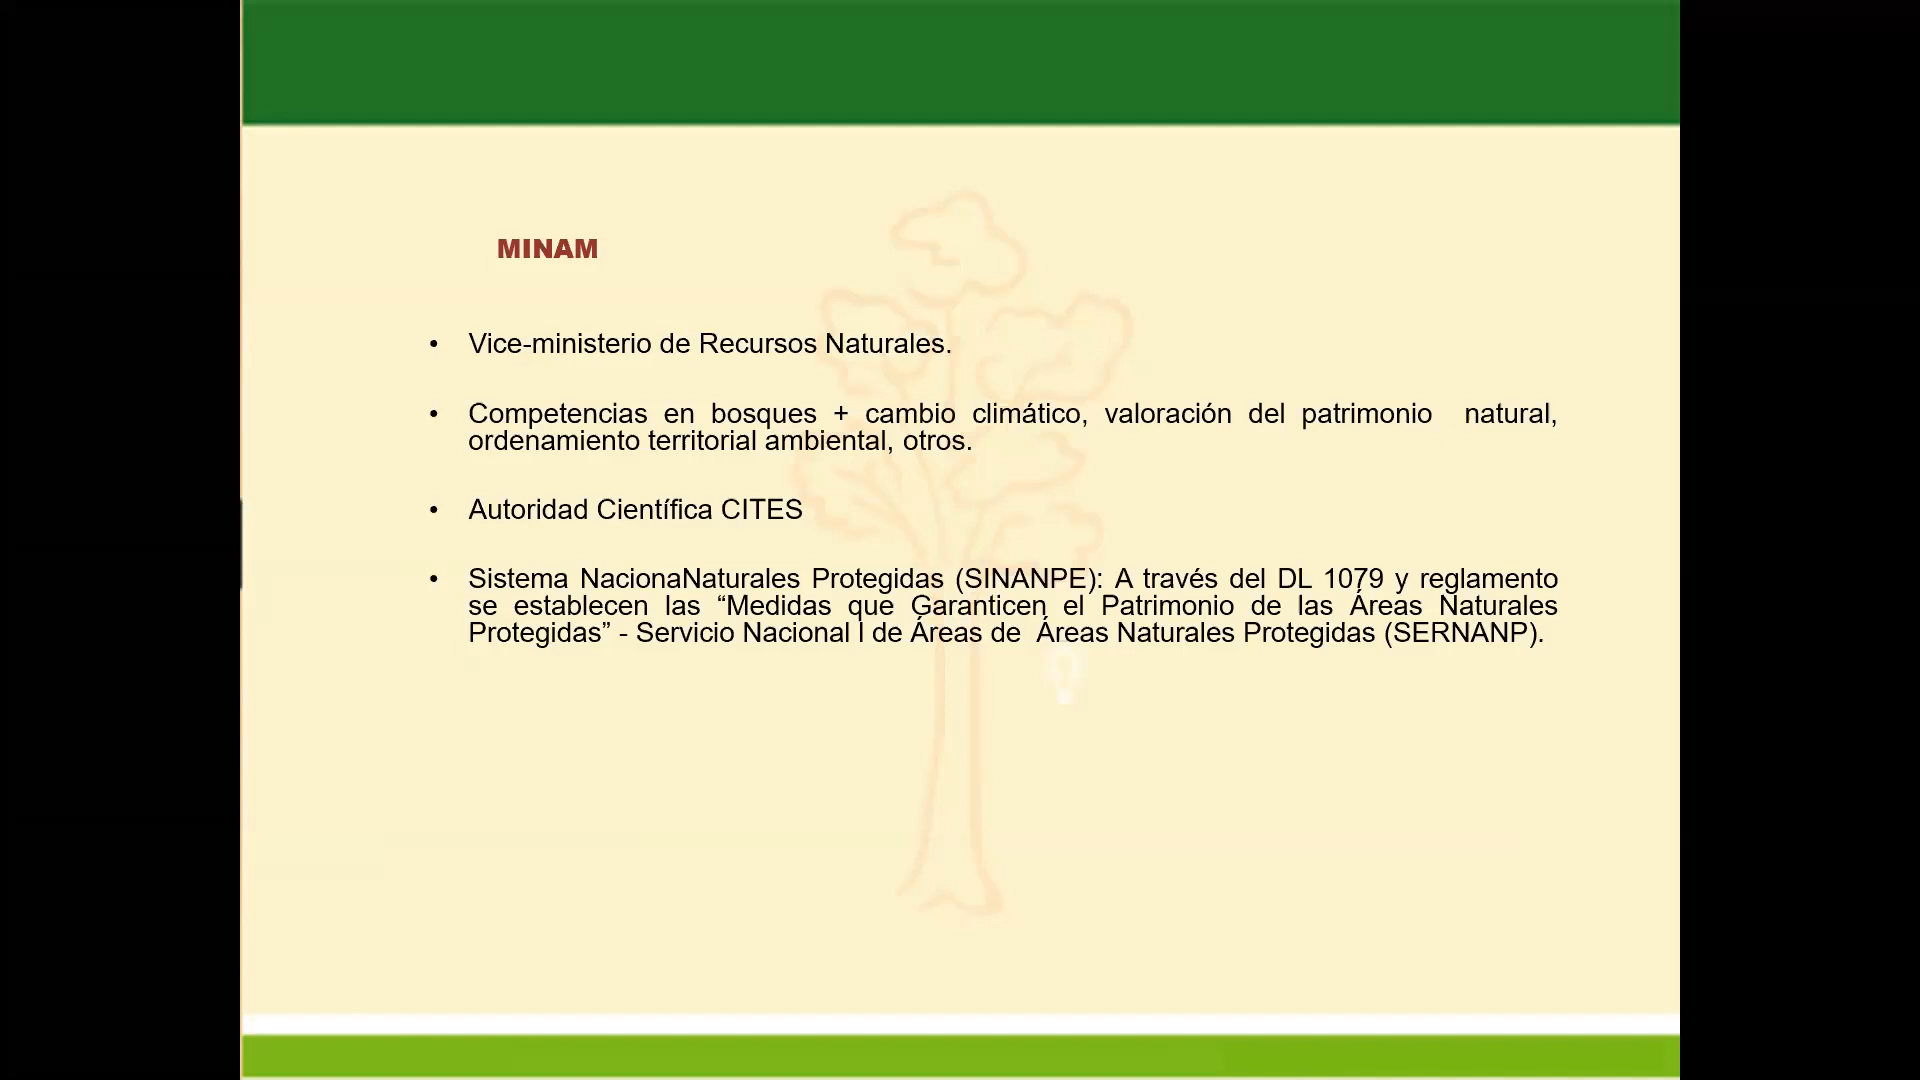 MINAM
• Vice-ministerio de Recursos Naturales.
• Competencias en bosques + cambio climático, valoración del patrimonio natural,
ordenamiento territorial ambiental, otros.
• Autoridad Científica CITES
• Sistema NacionaNaturales Protegidas (SINANPE): A través del DL 1079 y reglamento
se establecen las “Medidas que Garanticen el Patrimonio de las Áreas Naturales
Protegidas” - Servicio Nacional l de Áreas de Áreas Naturales Protegidas (SERNANP).